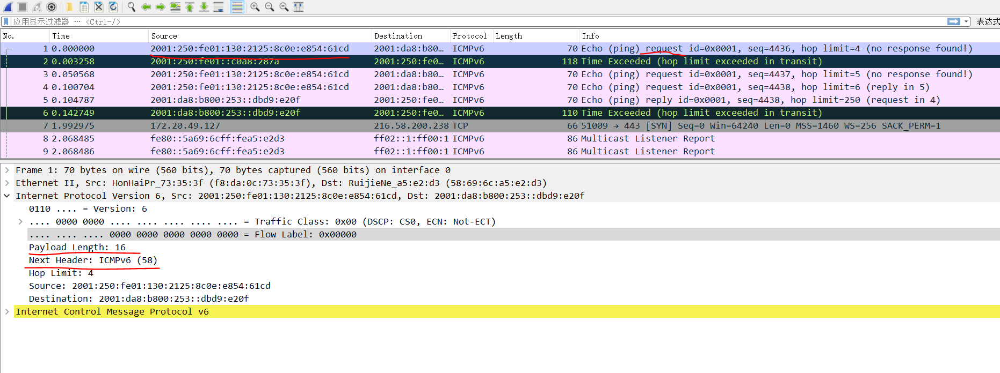 应用显示过滤器 … <Ctrl-/>
表达式
No. Time Source Destination Protocol Length Info
1 0.000000 2001:250:fe01:130:2125:8c0e:e854:61cd 2001:da8:b80… ICMPv6 70 Echo (ping) request id=0x0001, seq=4436, hop limit=4 (no response found!)
2 0.003258 2001:250:fe01::c0a8:287a 2001:250:fe0… ICMPv6 118 Time Exceeded (hop limit exceeded in transit)
3 0.050568 2001:250:fe01:130:2125:8c0e:e854:61cd 2001:da8:b80… ICMPv6 70 Echo (ping) request id=0x0001, seq=4437, hop limit=5 (no response found!)
4 0.100704 2001:250:fe01:130:2125:8c0e:e854:61cd 2001:da8:b80… ICMPv6 70 Echo (ping) request id=0x0001, seq=4438, hop limit=6 (reply in 5)
5 0.104787 2001:da8:b800:253::dbd9:e20f 2001:250:fe0… ICMPv6 70 Echo (ping) reply id=0x0001, seq=4438, hop limit=250 (request in 4)
6 0.142749 2001:da8:b800:253::dbd9:e20f 2001:250:fe0… ICMPv6 110 Time Exceeded (hop limit exceeded in transit)
7 1.992975 172.20.49.127 216.58.200.238 TCP 66 51009 → 443 [SYN] Seq=0 Win=64240 Len=0 MSS=1460 WS=256 SACK_PERM=1
8 2.068485 fe80::5a69:6cff:fea5:e2d3 ff02::1:ff00:1 ICMPv6 86 Multicast Listener Report
9 2.068486 fe80::5a69:6cff:fea5:e2d3 ff02::1:ff00:1 ICMPv6 86 Multicast Listener Report
Frame 1: 70 bytes on wire (560 bits), 70 bytes captured (560 bits) on interface 0
Ethernet II, Src: HonHaiPr_73:35:3f (f8:da:0c:73:35:3f), Dst: RuijieNe_a5:e2:d3 (58:69:6c:a5:e2:d3)
Internet Protocol Version 6, Src: 2001:250:fe01:130:2125:8c0e:e854:61cd, Dst: 2001:da8:b800:253::dbd9:e20f
0110 .... = Version: 6
.... 0000 0000 .... .... .... .... .... = Traffic Class: 0x00 (DSCP: CS0, ECN: Not-ECT)
.... .... .... 0000 0000 0000 0000 0000 = Flow Label: 0x00000
Payload Length: 16
Next Header: ICMPv6 (58)
Hop Limit: 4
Source: 2001:250:fe01:130:2125:8c0e:e854:61cd
Destination: 2001:da8:b800:253::dbd9:e20f
Internet Control Message Protocol v6